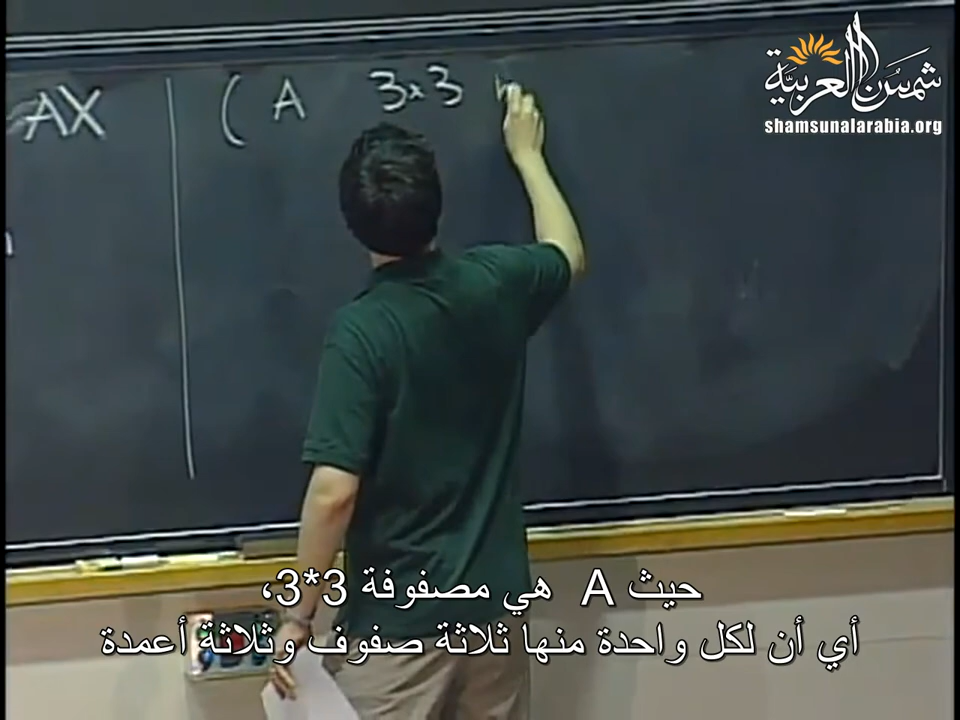 شمسُ العربيّة
shamsunalarabia.org
AX ( A 3x3
حيث A هي مصفوفة 3*3،
أي أن لكل واحدة منها ثلاثة صفوف وثلاثة أعمدة